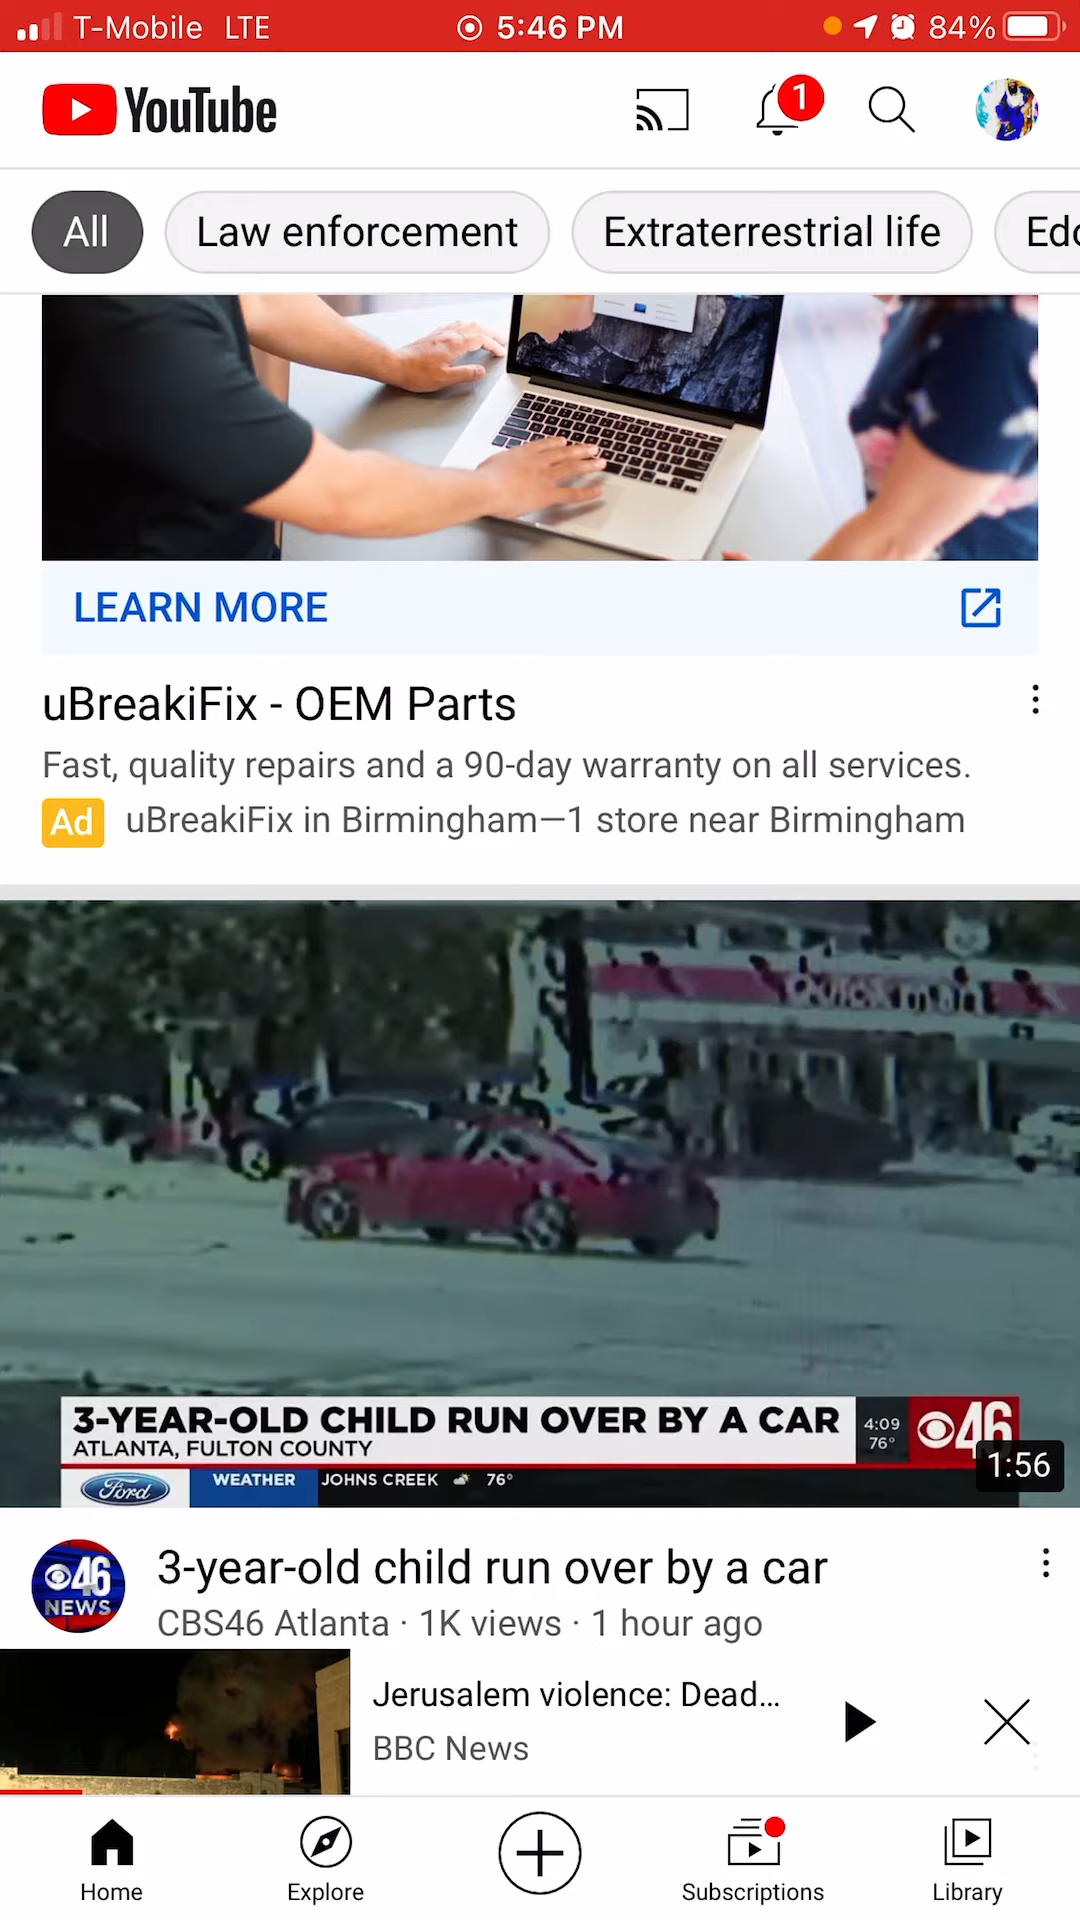 T-Mobile LTE 5:46 PM 84%
YouTube 1
All Law enforcement Extraterrestrial life Edo
LEARN MORE
uBreakiFix - OEM Parts
Fast, quality repairs and a 90-day warranty on all services.
Ad uBreakiFix in Birmingham—1 store near Birmingham
Quick mart
3-YEAR-OLD CHILD RUN OVER BY A CAR
ATLANTA, FULTON COUNTY
4:09
76°
46
1:56
Ford WEATHER JOHNS CREEK 76°
46
NEWS
3-year-old child run over by a car
CBS46 Atlanta · 1K views · 1 hour ago
Jerusalem violence: Dead...
BBC News
Home Explore Subscriptions Library